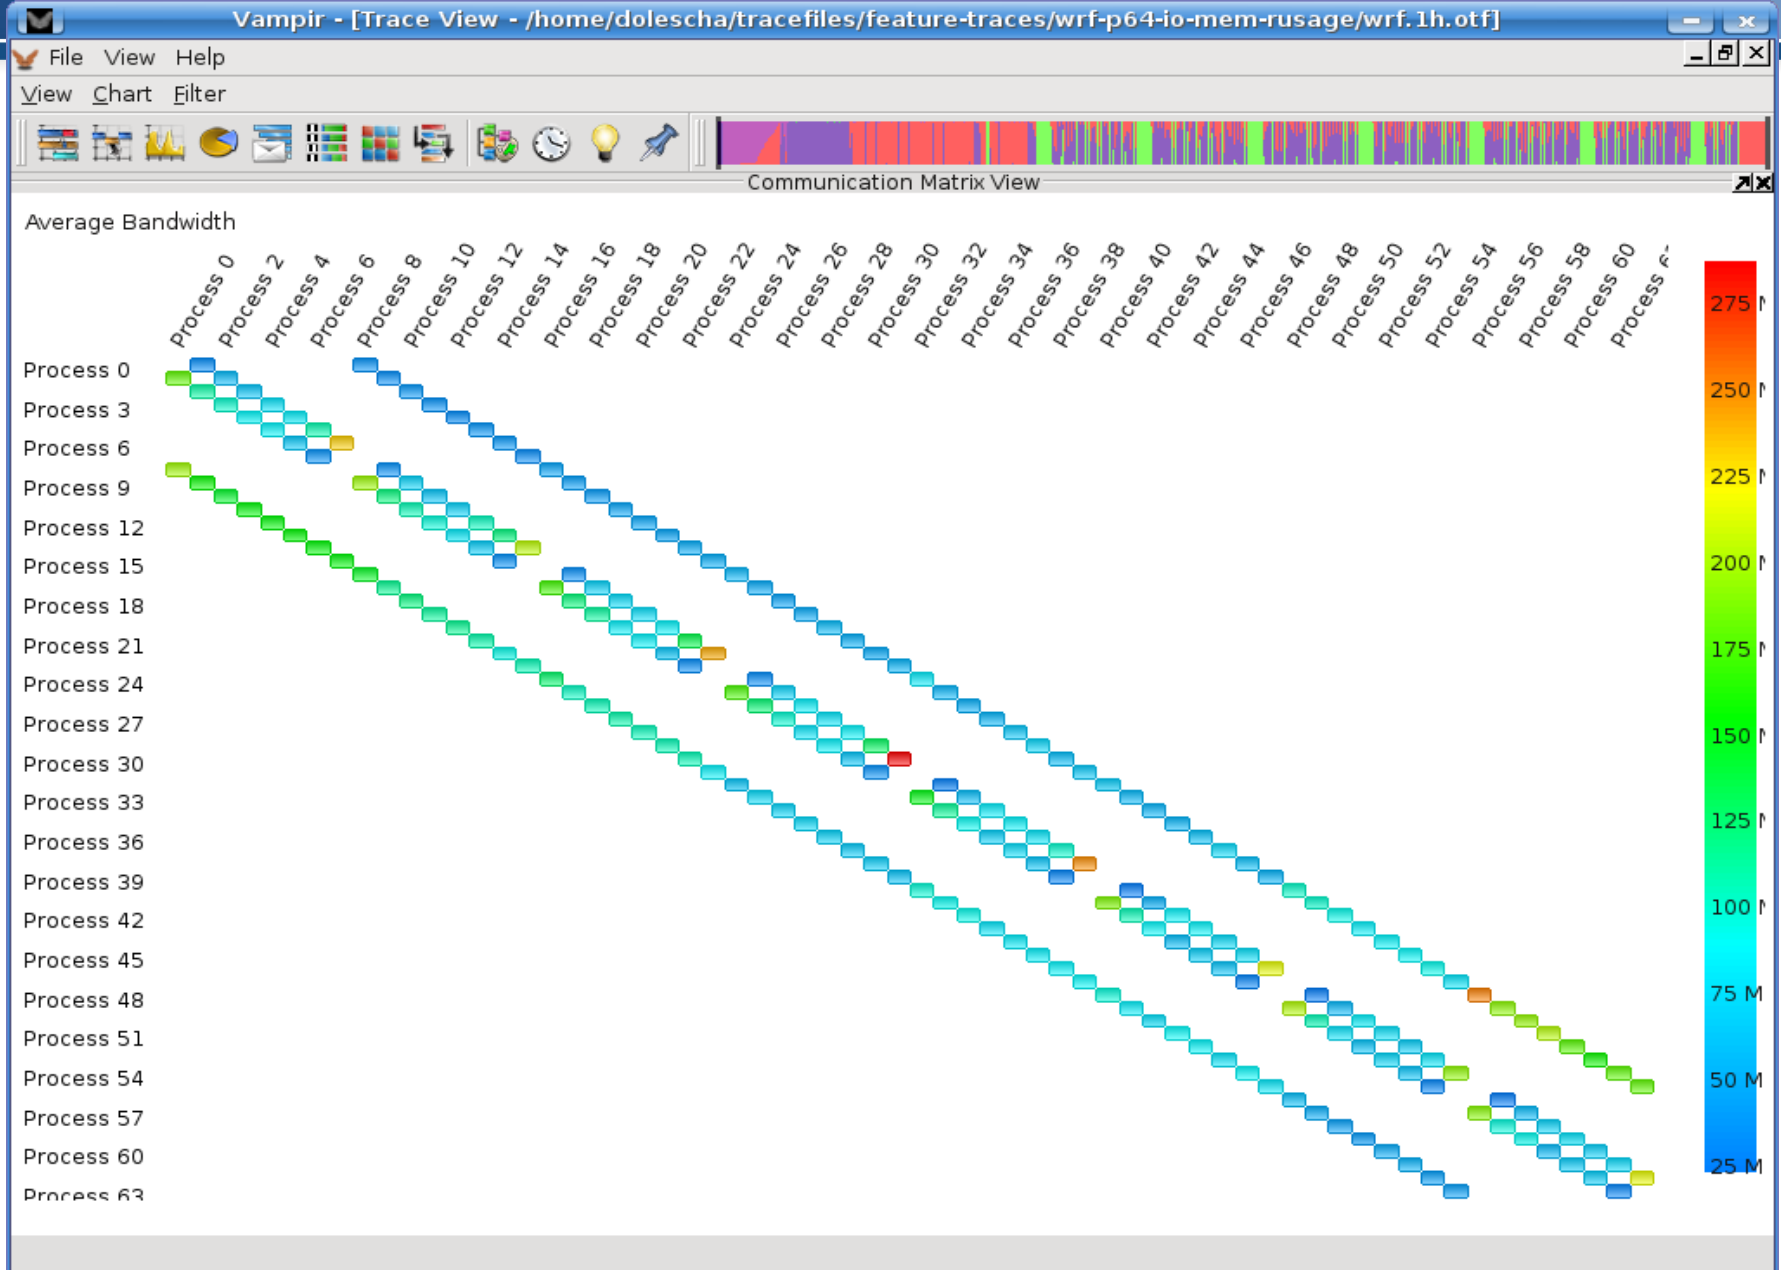 Vampir - [Trace View - /home/dolescha/tracefiles/feature-traces/wrf-p64-io-mem-rusage/wrf.1h.otf]
File View Help
View Chart Filter
Communication Matrix View
Average Bandwidth
Process 0
Process 2
Process 4
Process 6
Process 8
Process 10
Process 12
Process 14
Process 16
Process 18
Process 20
Process 22
Process 24
Process 26
Process 28
Process 30
Process 32
Process 34
Process 36
Process 38
Process 40
Process 42
Process 44
Process 46
Process 48
Process 50
Process 52
Process 54
Process 56
Process 58
Process 60
Process
Process 0
Process 3
Process 6
Process 9
Process 12
Process 15
Process 18
Process 21
Process 24
Process 27
Process 30
Process 33
Process 36
Process 39
Process 42
Process 45
Process 48
Process 51
Process 54
Process 57
Process 60
Process 63
275
250
225
200
175
150
125
100
75 M
50 M
25 M